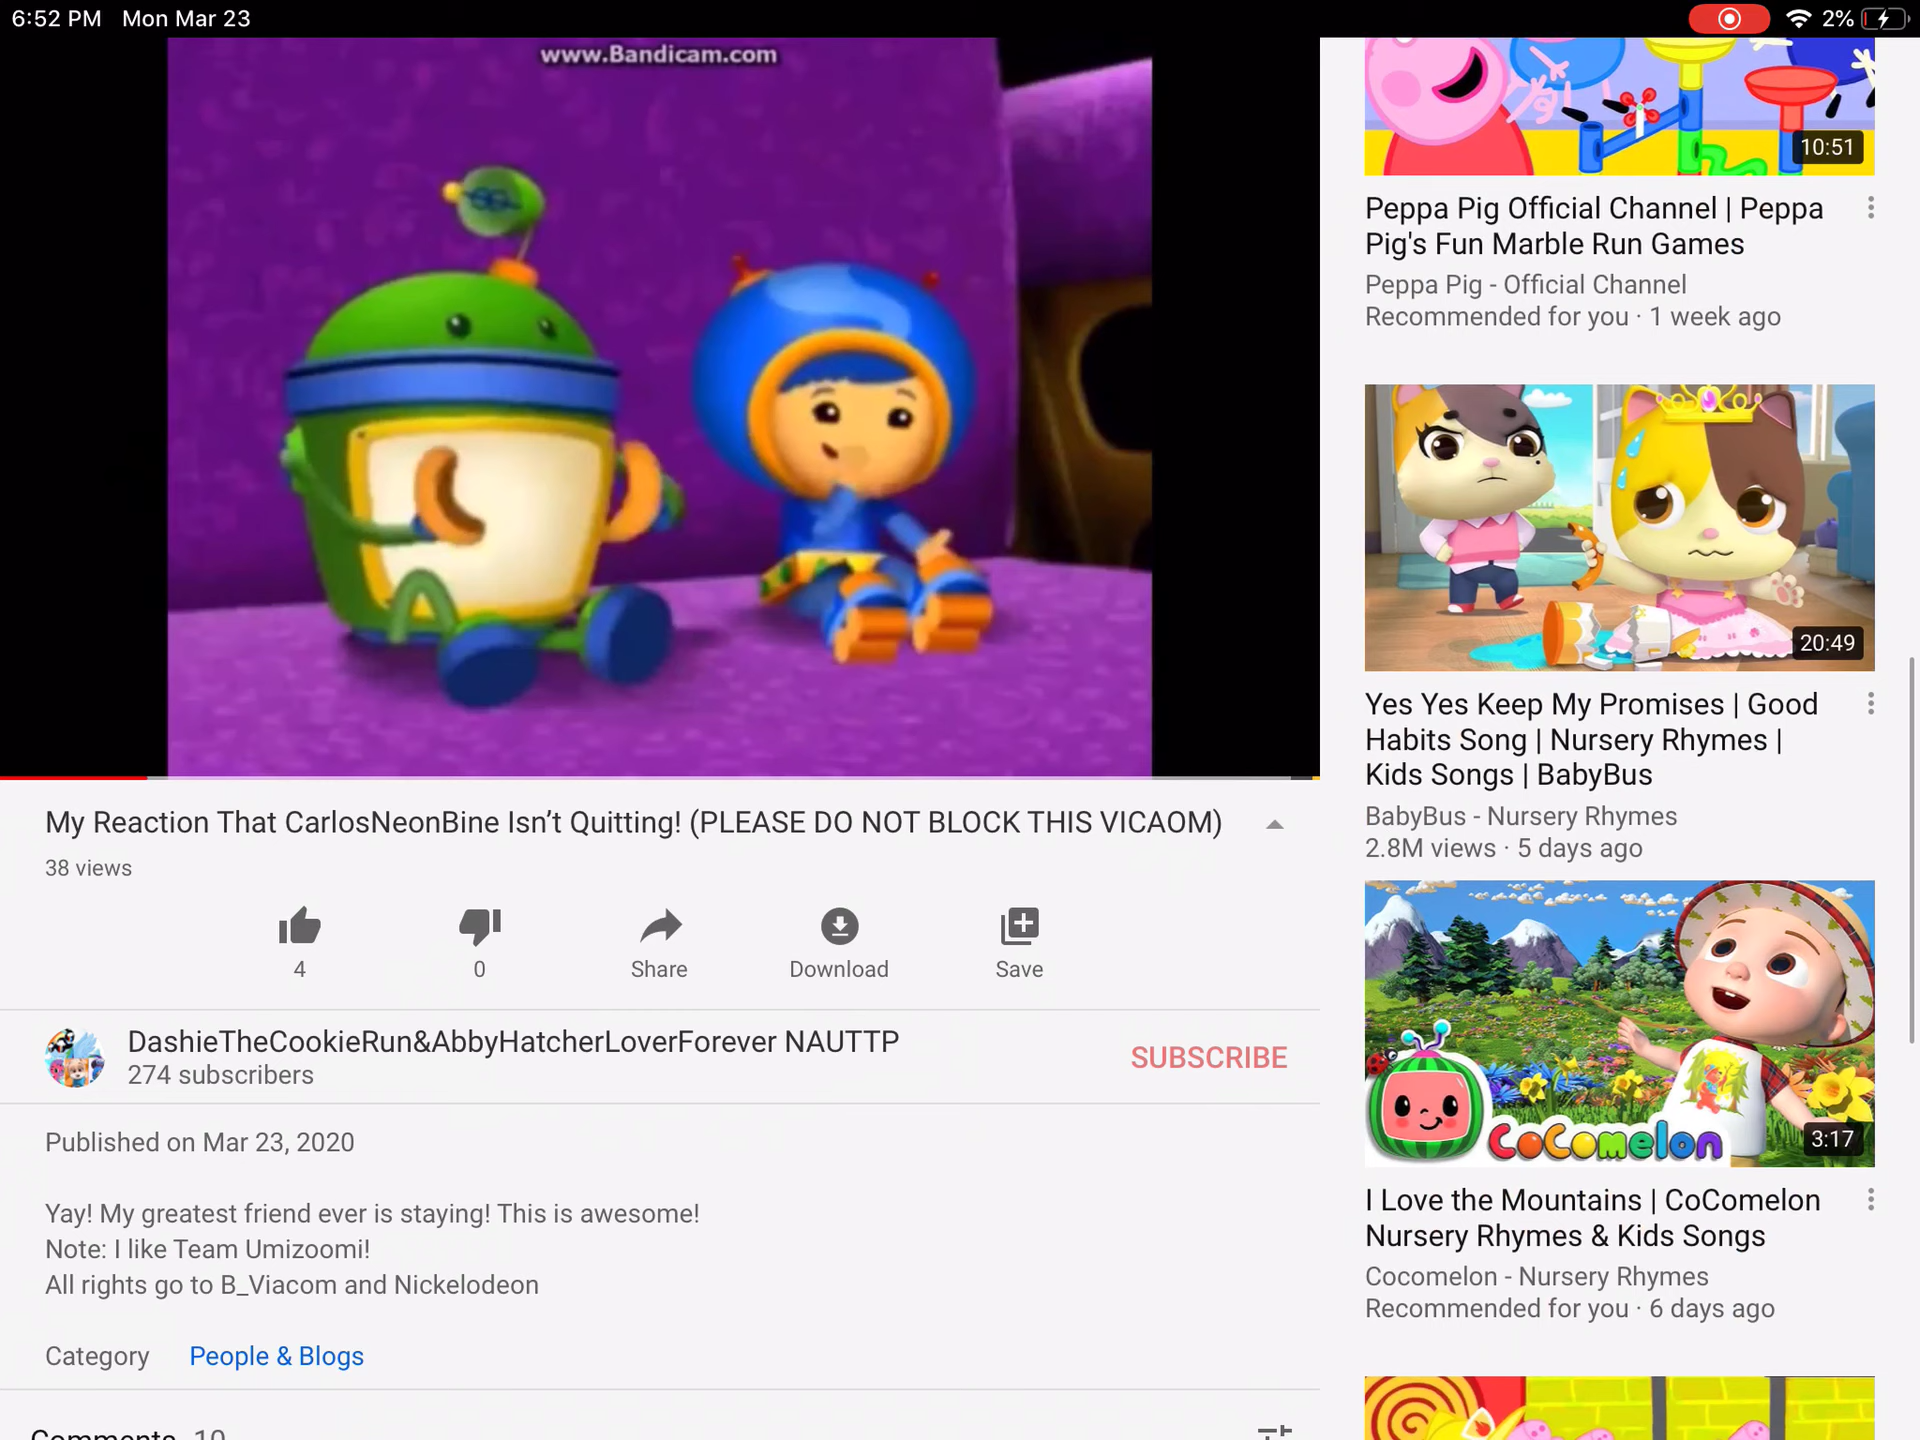 6:52 PM Mon Mar 23
2%
www.Bandicam.com
10:51
Peppa Pig Official Channel | Peppa
Pig's Fun Marble Run Games
Peppa Pig - Official Channel
Recommended for you · 1 week ago
20:49
Yes Yes Keep My Promises | Good
Habits Song | Nursery Rhymes |
Kids Songs | BabyBus
BabyBus - Nursery Rhymes
2.8M views · 5 days ago
CoComelon
3:17
I Love the Mountains | CoComelon
Nursery Rhymes & Kids Songs
Cocomelon - Nursery Rhymes
Recommended for you · 6 days ago
My Reaction That CarlosNeonBine Isn’t Quitting! (PLEASE DO NOT BLOCK THIS VICAOM)
38 views
4
0
Share
Download
Save
DashieTheCookieRun&AbbyHatcherLoverForever NAUTTP
274 subscribers
SUBSCRIBE
Published on Mar 23, 2020
Yay! My greatest friend ever is staying! This is awesome!
Note: I like Team Umizoomi!
All rights go to B_Viacom and Nickelodeon
Category People & Blogs
Comments 10